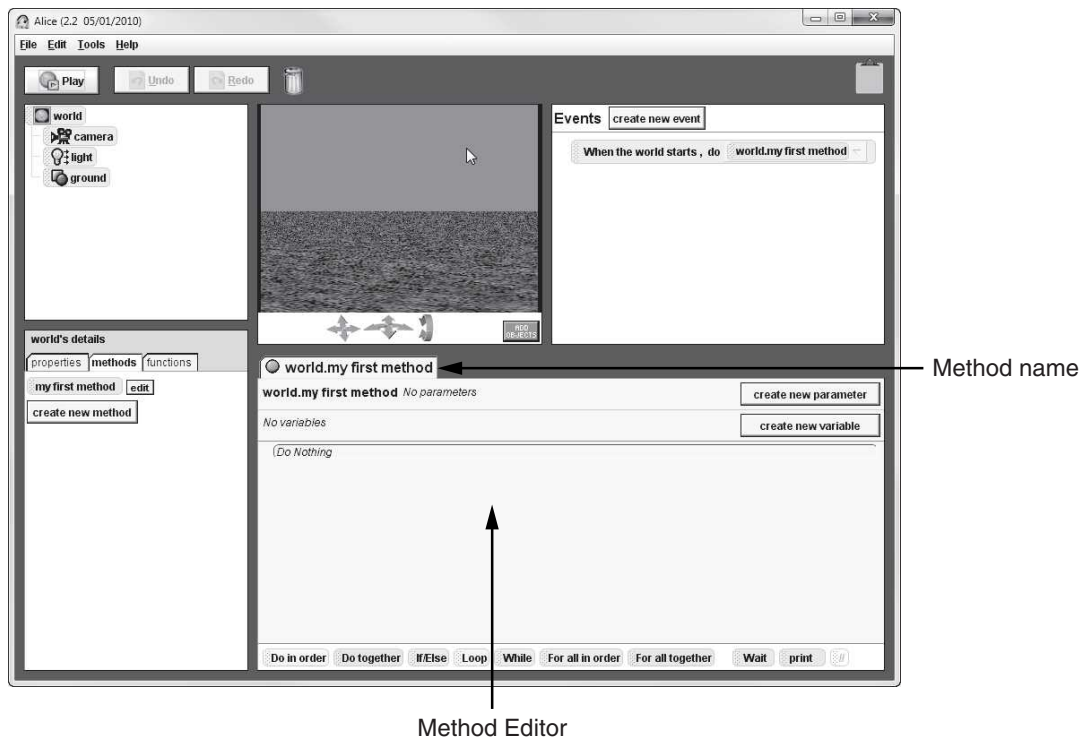 Alice (2.2 05/01/2010)
File Edit Tools Help
Play Undo Redo
world
camera
light
ground
Events create new event
When the world starts , do world.my first method
ADD
OBJECTS
world's details
properties methods functions
my first method edit
create new method
world.my first method
Method name
world.my first method No parameters
create new parameter
No variables
create new variable
(Do Nothing
Do in order Do together If/Else Loop While For all in order For all together Wait print //
Method Editor